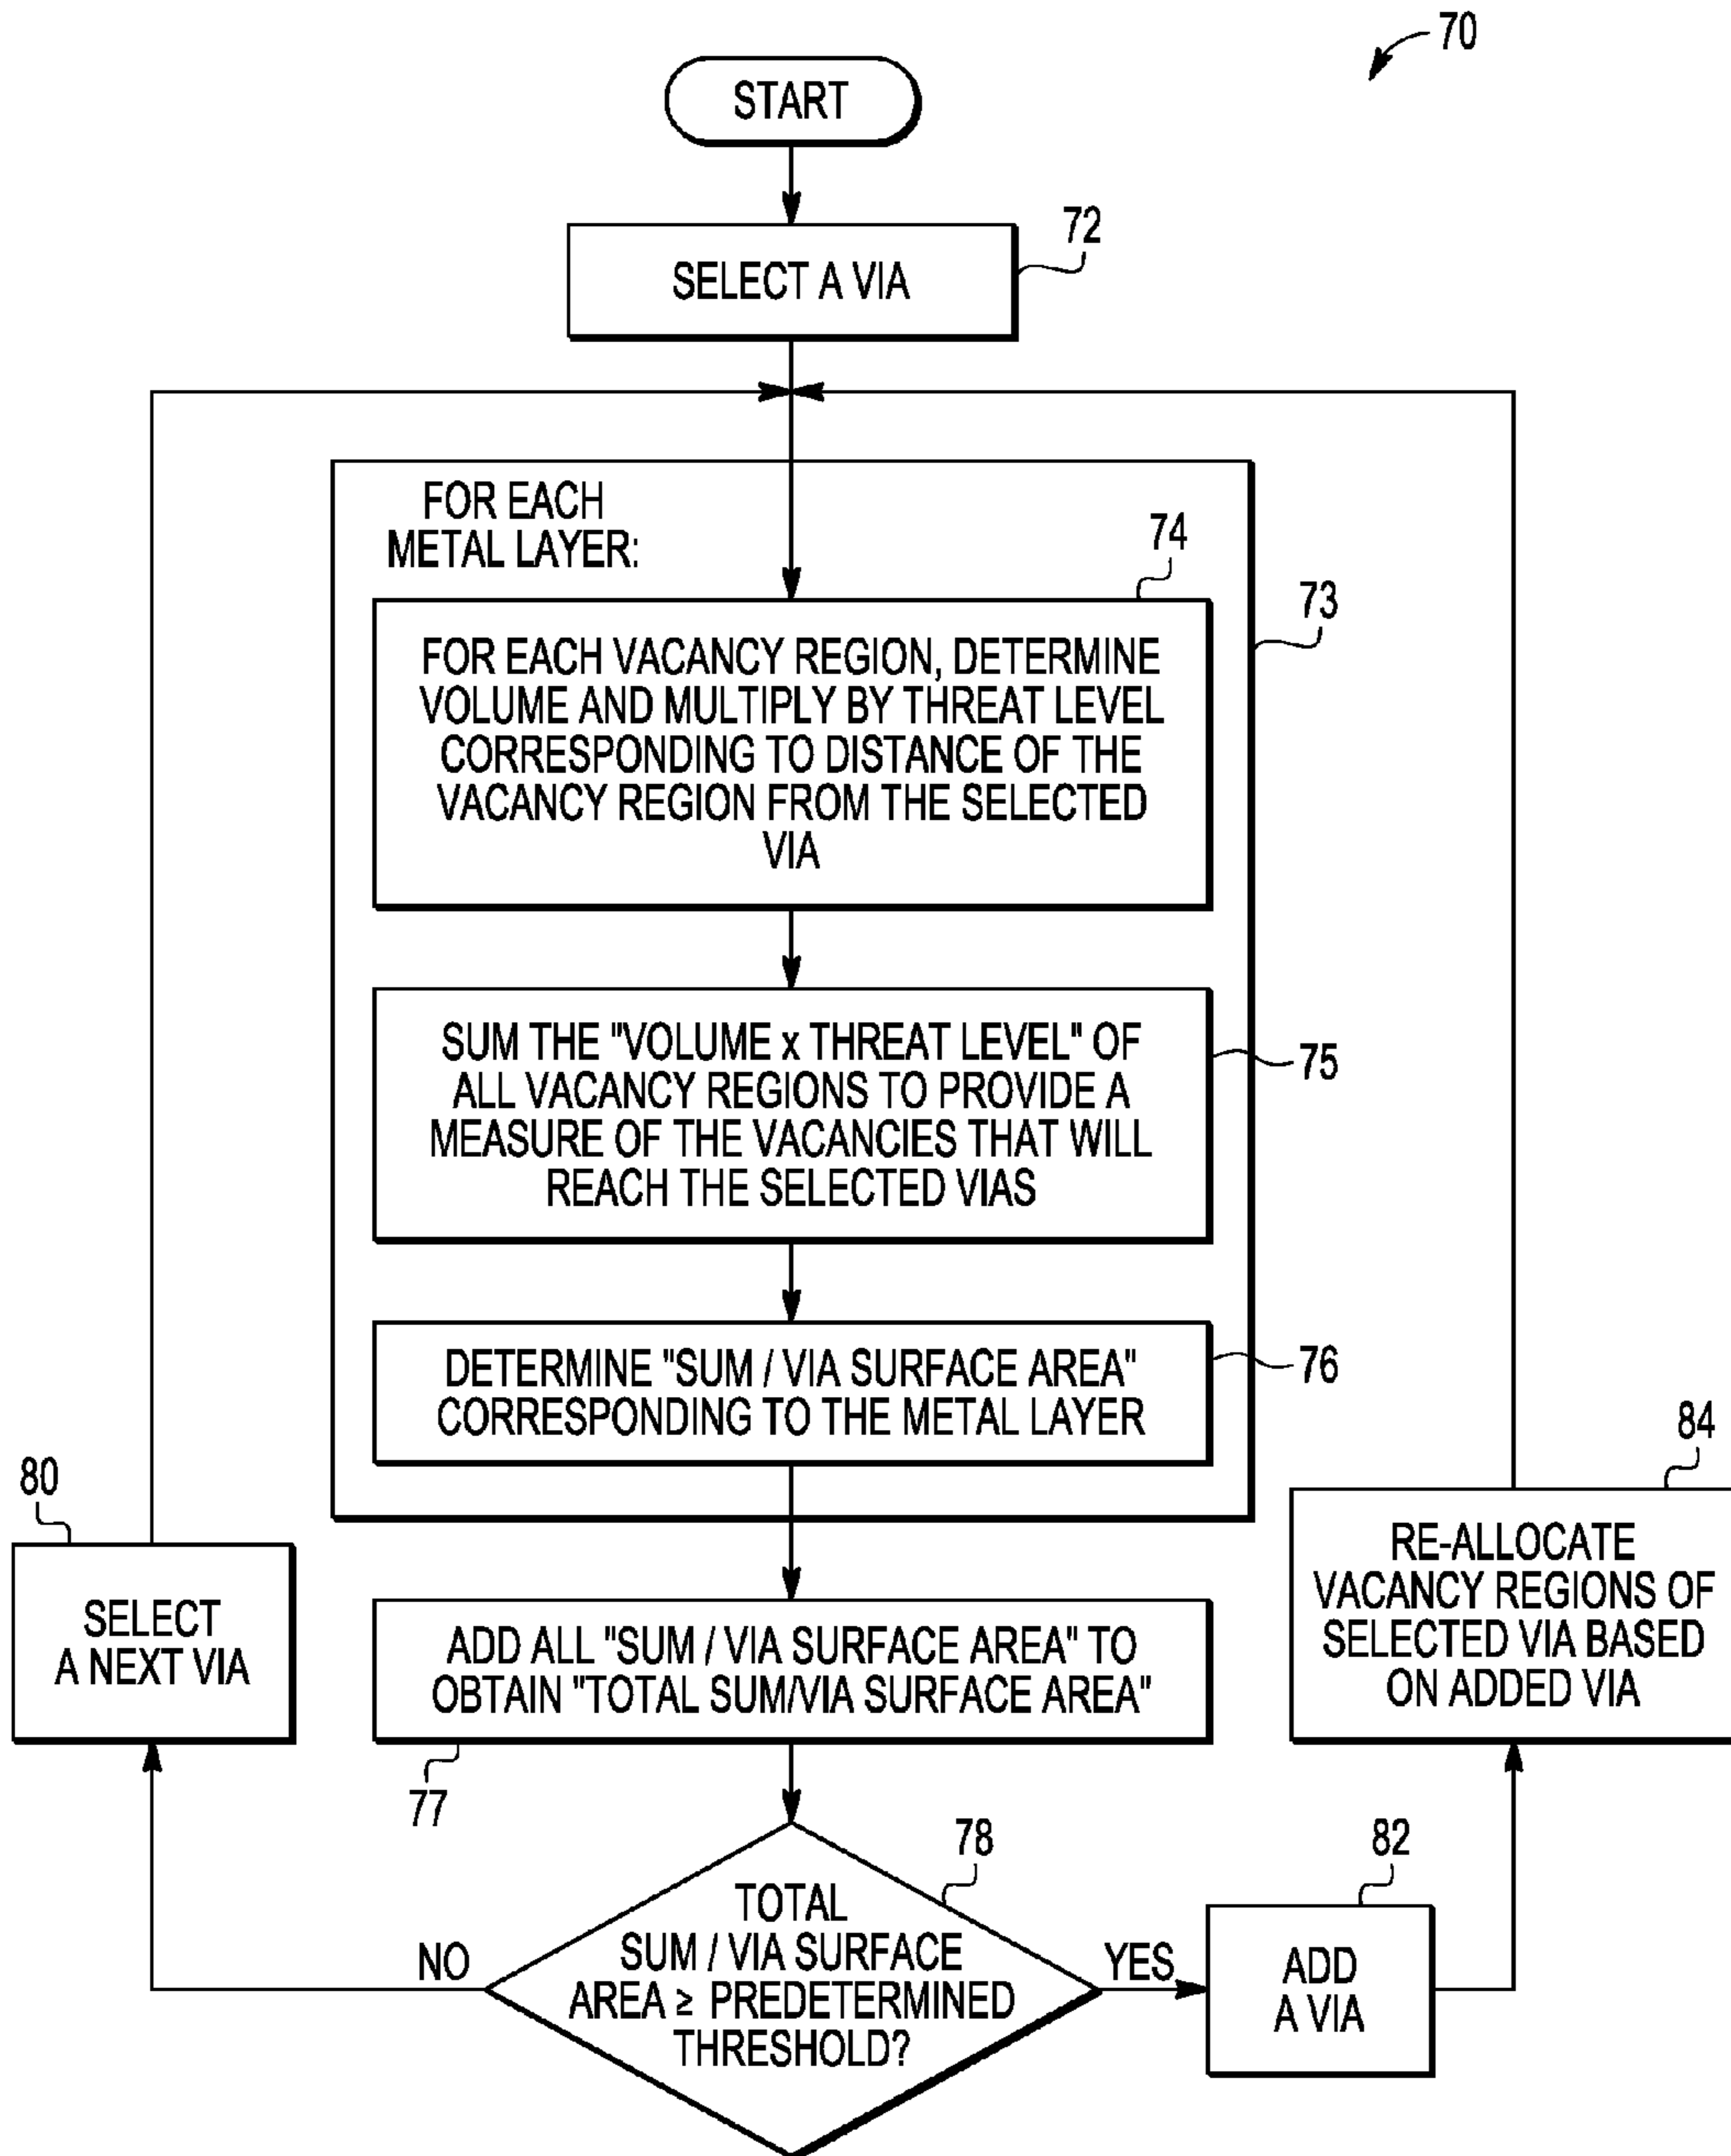 70
START
72
SELECT A VIA
FOR EACH
METAL LAYER:
74
73
FOR EACH VACANCY REGION, DETERMINE
VOLUME AND MULTIPLY BY THREAT LEVEL
CORRESPONDING TO DISTANCE OF THE
VACANCY REGION FROM THE SELECTED
VIA
SUM THE "VOLUME x THREAT LEVEL" OF
ALL VACANCY REGIONS TO PROVIDE A
MEASURE OF THE VACANCIES THAT WILL
REACH THE SELECTED VIAS
75
DETERMINE "SUM / VIA SURFACE AREA"
CORRESPONDING TO THE METAL LAYER
76
80
SELECT
A NEXT VIA
84
RE-ALLOCATE
VACANCY REGIONS OF
SELECTED VIA BASED
ON ADDED VIA
ADD ALL "SUM / VIA SURFACE AREA" TO
OBTAIN "TOTAL SUM/VIA SURFACE AREA"
77
78
TOTAL
SUM / VIA SURFACE
AREA ≥ PREDETERMINED
THRESHOLD?
NO
YES
82
ADD
A VIA